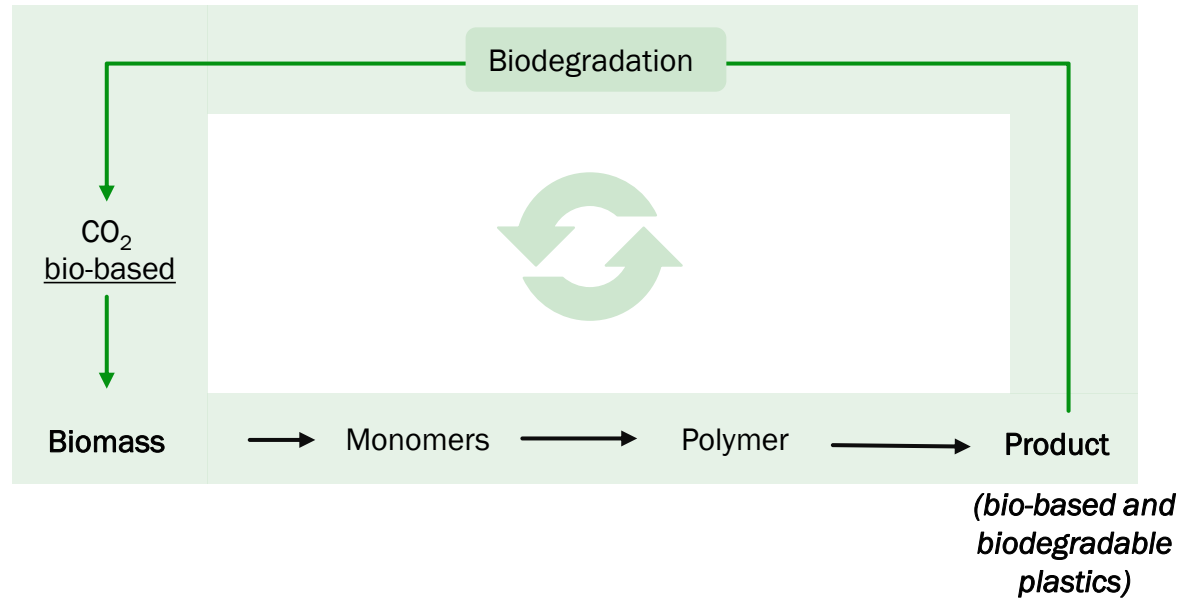 Biodegradation
CO₂
bio-based
Biomass
Monomers
Polymer
Product
(bio-based and
biodegradable
plastics)